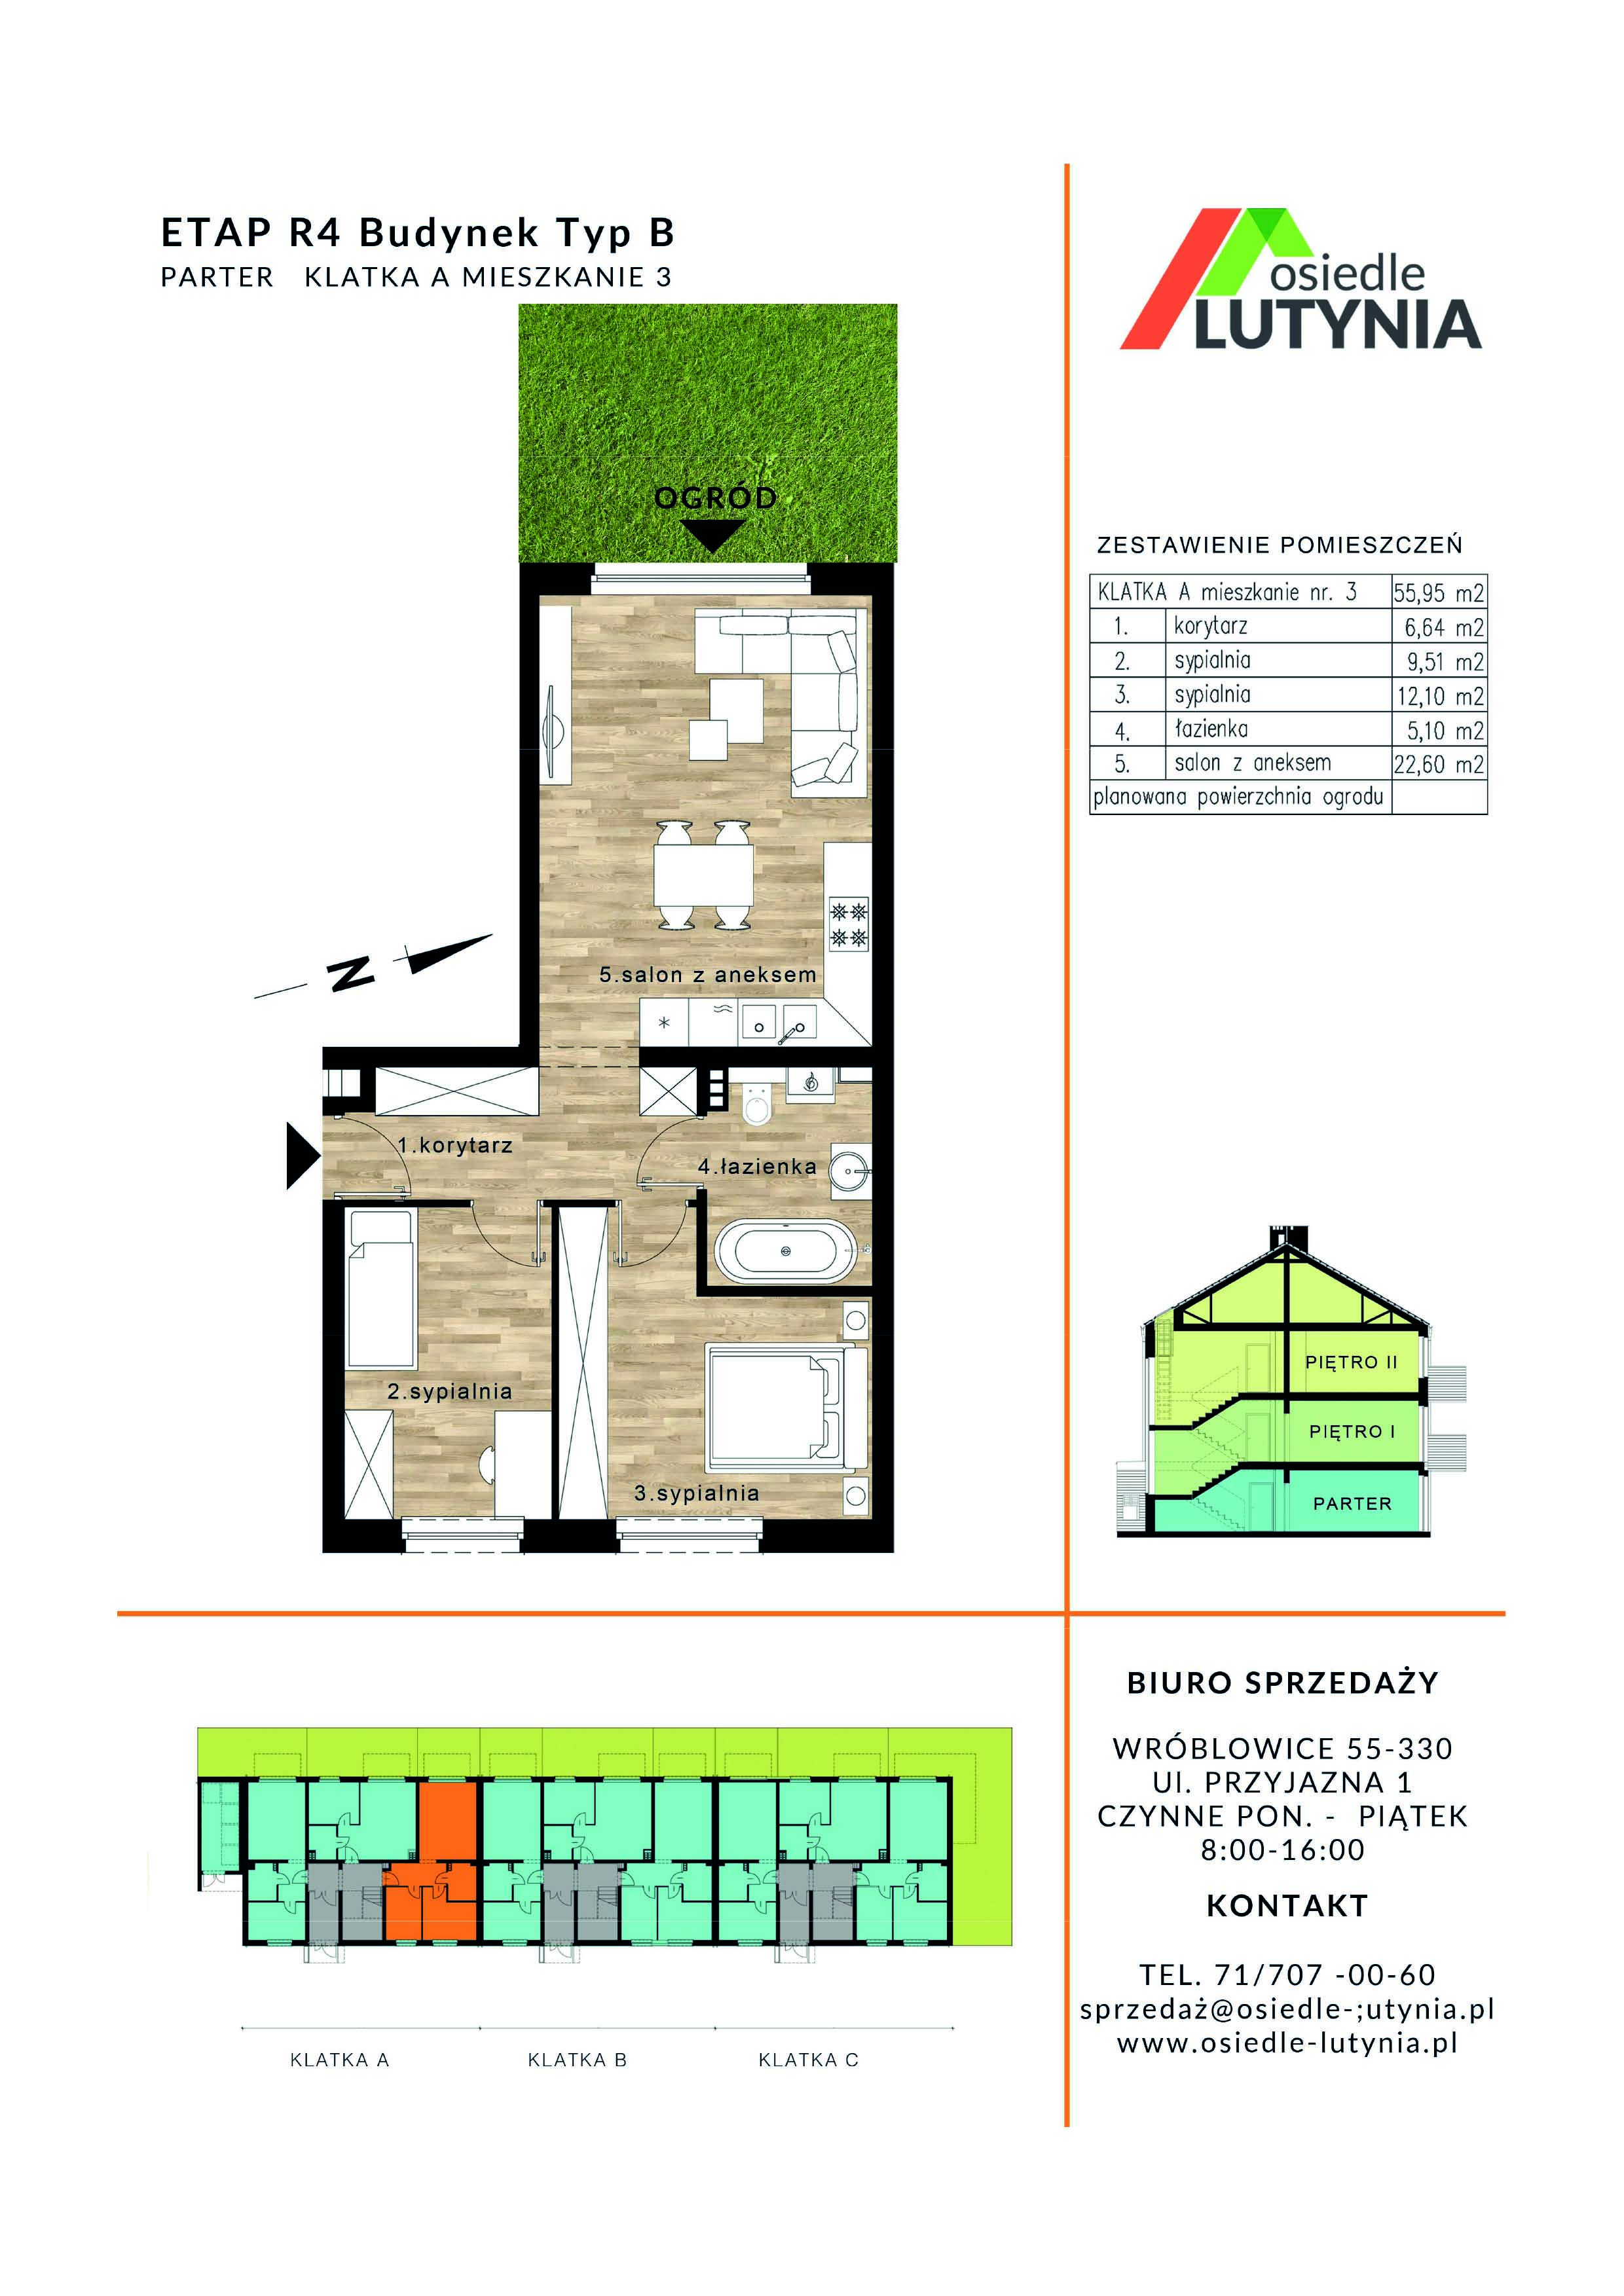 ETAP R4 Budynek Typ B
PARTER KLATKA A MIESZKANIE 3
osiedle
LUTYNIA
OGRÓD
ZESTAWIENIE POMIESZCZEŃ
KLATKA A mieszkanie nr. 3 55,95 m2
1. korytarz 6,64 m2
2. sypialnia 9,51 m2
3. sypialnia 12,10 m2
4. łazienka 5,10 m2
5. salon z aneksem 22,60 m2
planowana powierzchnia ogrodu
N
5.salon z aneksem
1.korytarz
4.łazienka
2.sypialnia
3.sypialnia
PIĘTRO II
PIĘTRO I
PARTER
BIURO SPRZEDAŻY
WRÓBLOWICE 55-330
Ul. PRZYJAZNA 1
CZYNNE PON. - PIĄTEK
8:00-16:00
KONTAKT
TEL. 71/707 -00-60
sprzedaż@osiedle-;utynia.pl
www.osiedle-lutynia.pl
KLATKA A
KLATKA B
KLATKA C